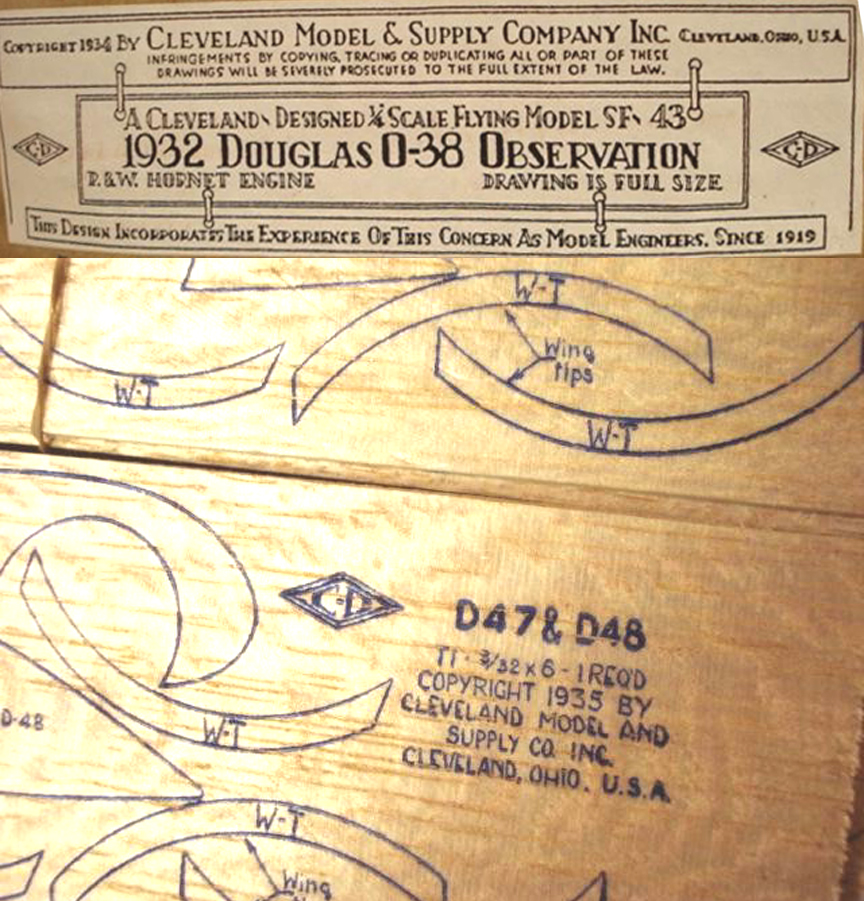 COPYRIGHT 1934 BY CLEVELAND MODEL & SUPPLY COMPANY INC. CLEVELAND, OHIO, U.S.A.
INFRINGEMENTS BY COPYING, TRACING OR DUPLICATING ALL OR PART OF THESE
DRAWINGS WILL BE SEVERELY PROSECUTED TO THE FULL EXTENT OF THE LAW.
A CLEVELAND-DESIGNED ¼ SCALE FLYING MODEL SF-43
C-D
1932 DOUGLAS O-38 OBSERVATION
C-D
P.&W. HORNET ENGINE
DRAWING IS FULL SIZE
THIS DESIGN INCORPORATES THE EXPERIENCE OF THIS CONCERN AS MODEL ENGINEERS, SINCE 1919
W-T
Wing
tips
W-T
W-T
C-D
D47 & D48
T1 - 3/32 x 6 - 1 REQ'D
COPYRIGHT 1935 BY
CLEVELAND MODEL AND
SUPPLY CO. INC.
CLEVELAND, OHIO. U.S.A.
D-48
W-T
W-T
Wing